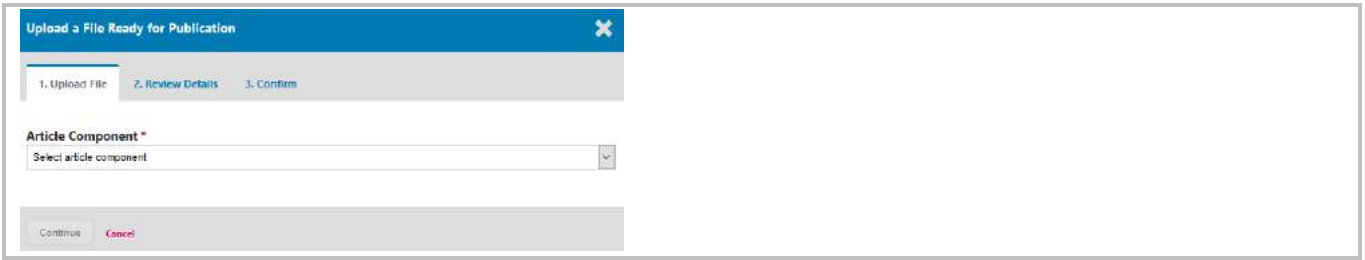 Upload a File Ready for Publication
1. Upload File 2. Review Details 3. Confirm
Article Component *
Select article component
Continue Cancel